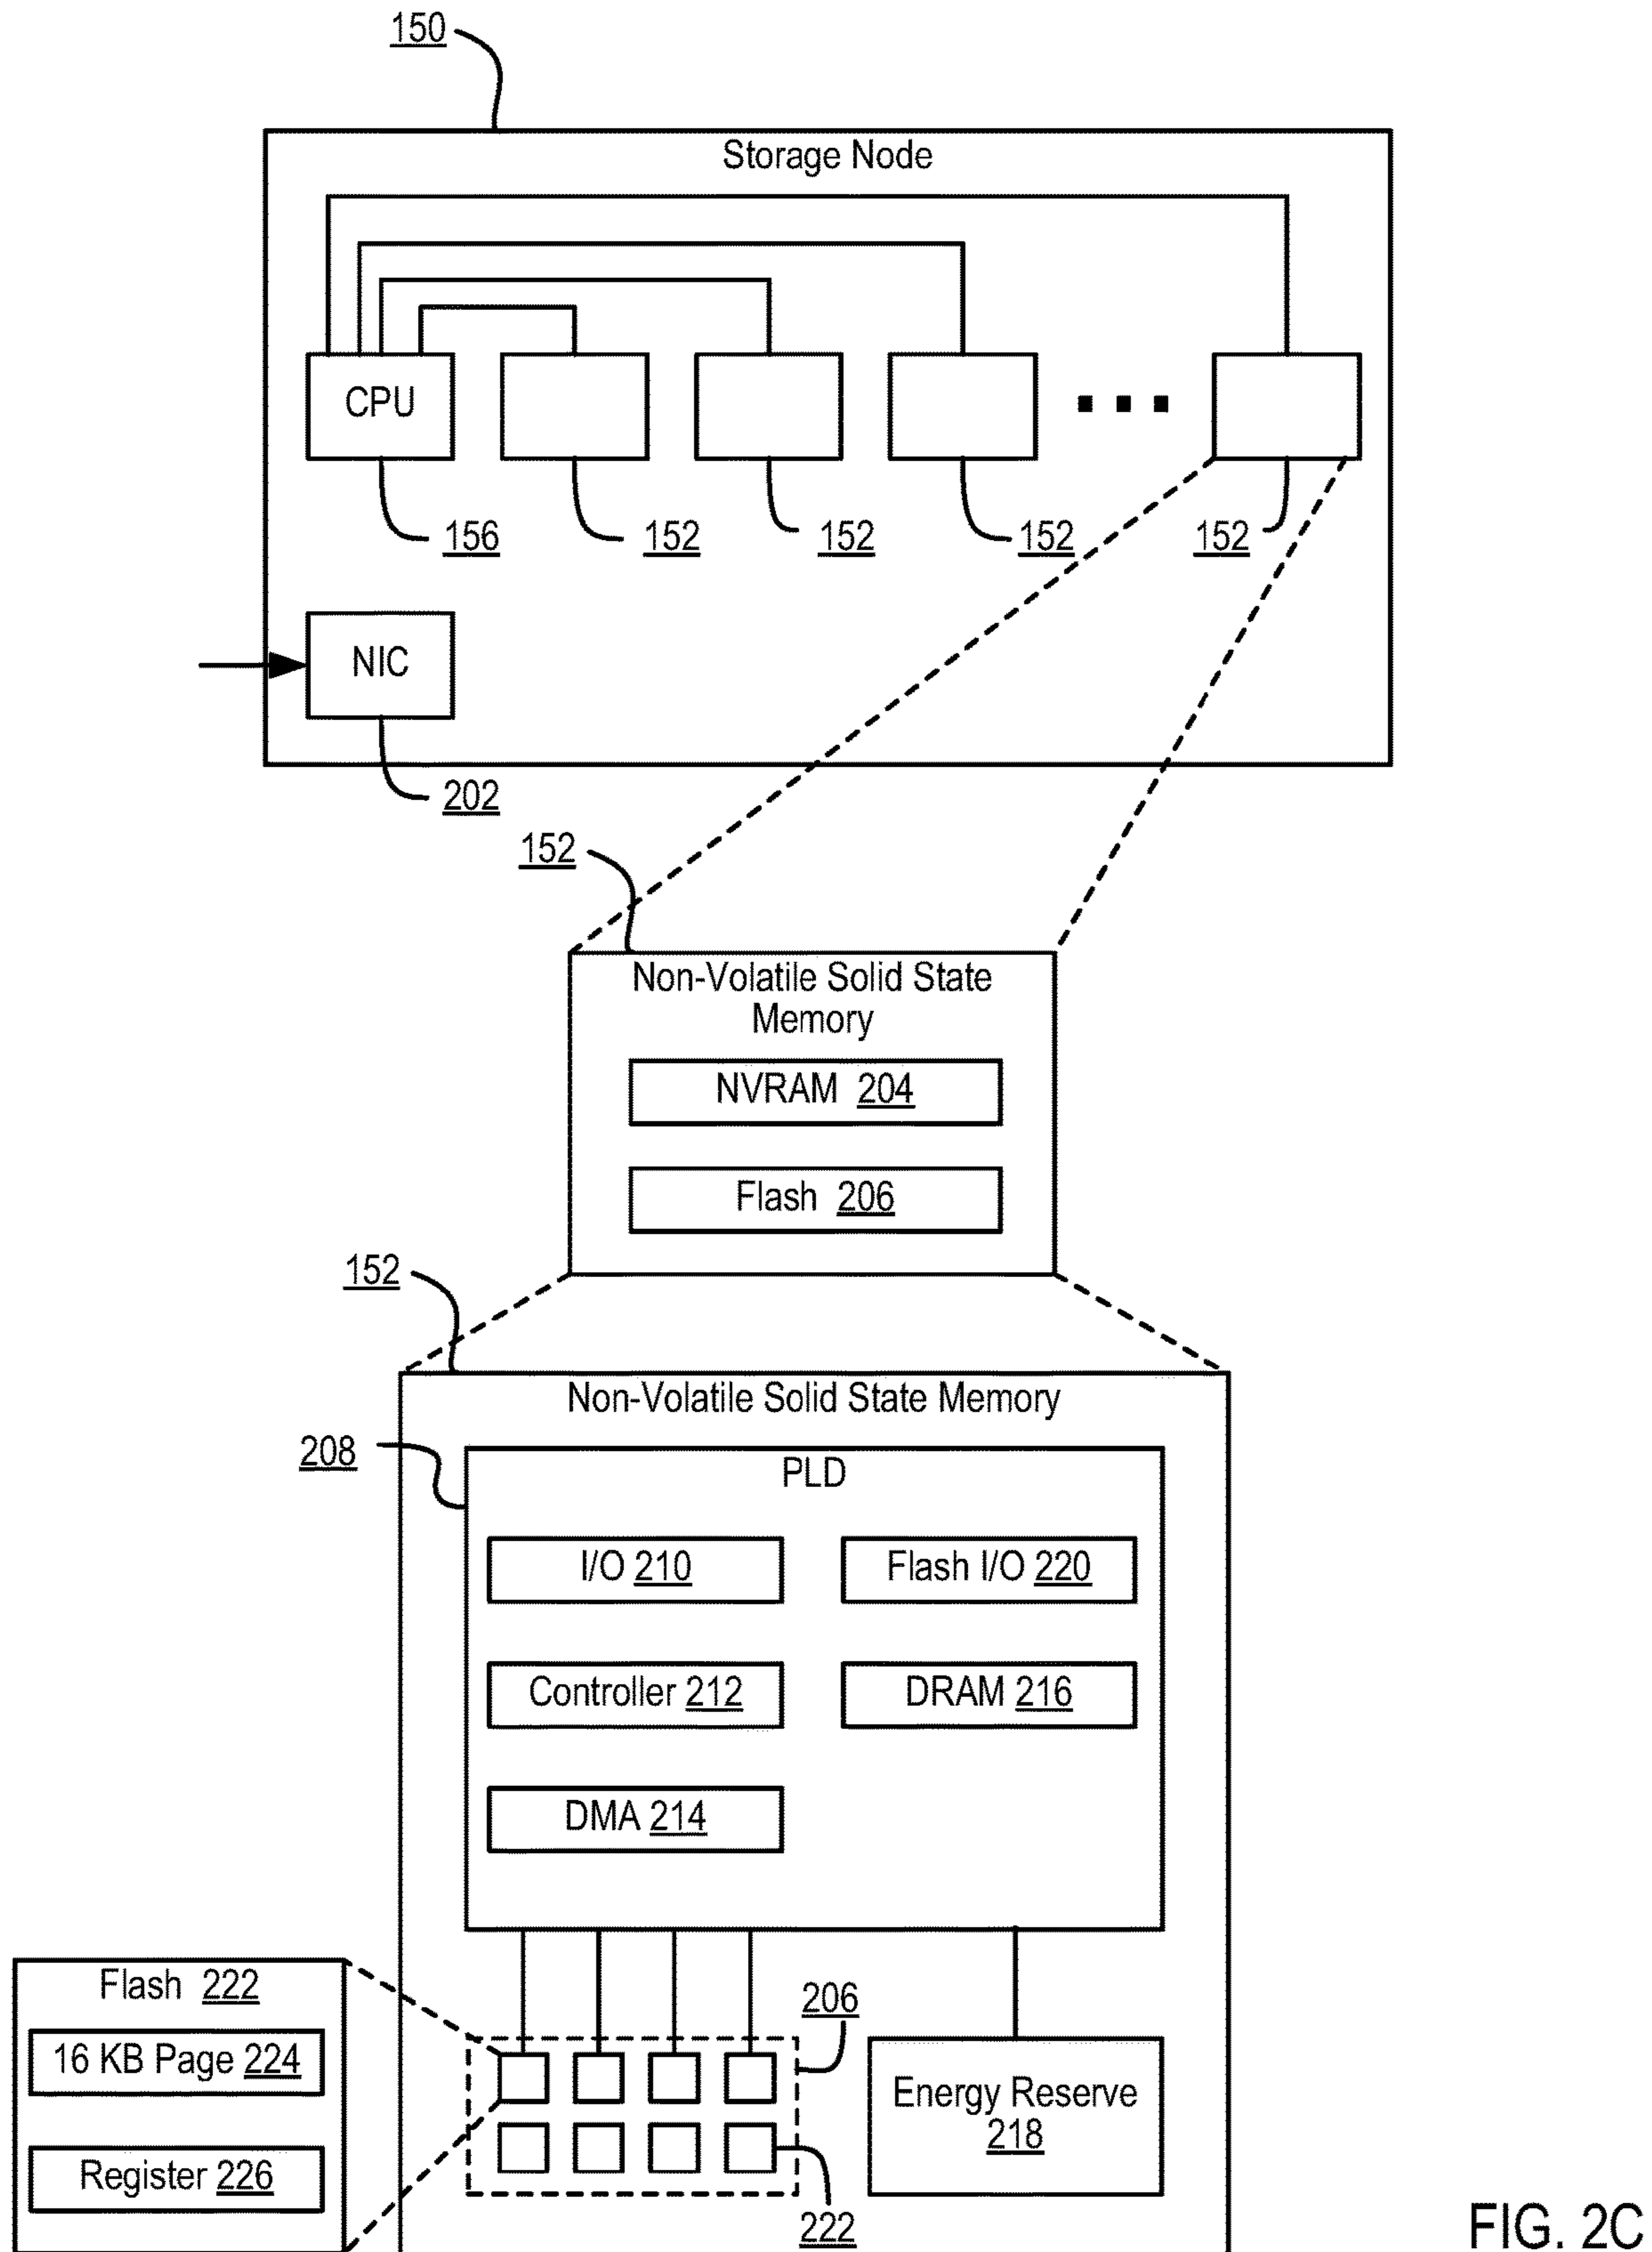 150
Storage Node
CPU
156
152
152
152
152
NIC
202
152
Non-Volatile Solid State
Memory
NVRAM 204
Flash 206
152
Non-Volatile Solid State Memory
208
PLD
I/O 210
Flash I/O 220
Controller 212
DRAM 216
DMA 214
Flash 222
16 KB Page 224
Register 226
206
Energy Reserve
218
222
FIG. 2C